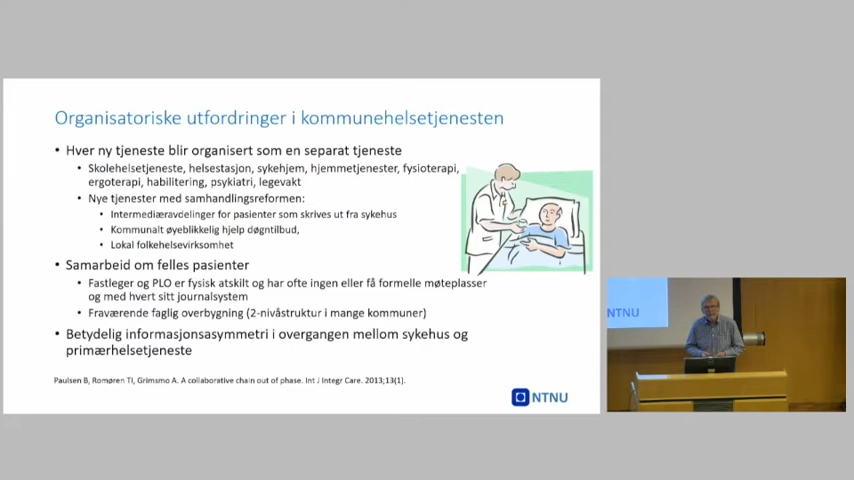 Organisatoriske utfordringer i kommunehelsetjenesten
• Hver ny tjeneste blir organisert som en separat tjeneste
• Skolehelsetjeneste, helsestasjon, sykehjem, hjemmetjenester, fysioterapi,
ergoterapi, habilitering, psykiatri, legevakt
• Nye tjenester med samhandlingsreformen:
• Intermediæravdelinger for pasienter som skrives ut fra sykehus
• Kommunalt øyeblikkelig hjelp døgntilbud,
• Lokal folkehelsevirksomhet
• Samarbeid om felles pasienter
• Fastleger og PLO er fysisk atskilt og har ofte ingen eller få formelle møteplasser
og med hvert sitt journalsystem
• Fraværende faglig overbygning (2-nivåstruktur i mange kommuner)
• Betydelig informasjonsasymmetri i overgangen mellom sykehus og
primærhelsetjeneste
Paulsen B, Romøren TI, Grimsmo A. A collaborative chain out of phase. Int J Integr Care. 2013;13(1).
NTNU
NTNU